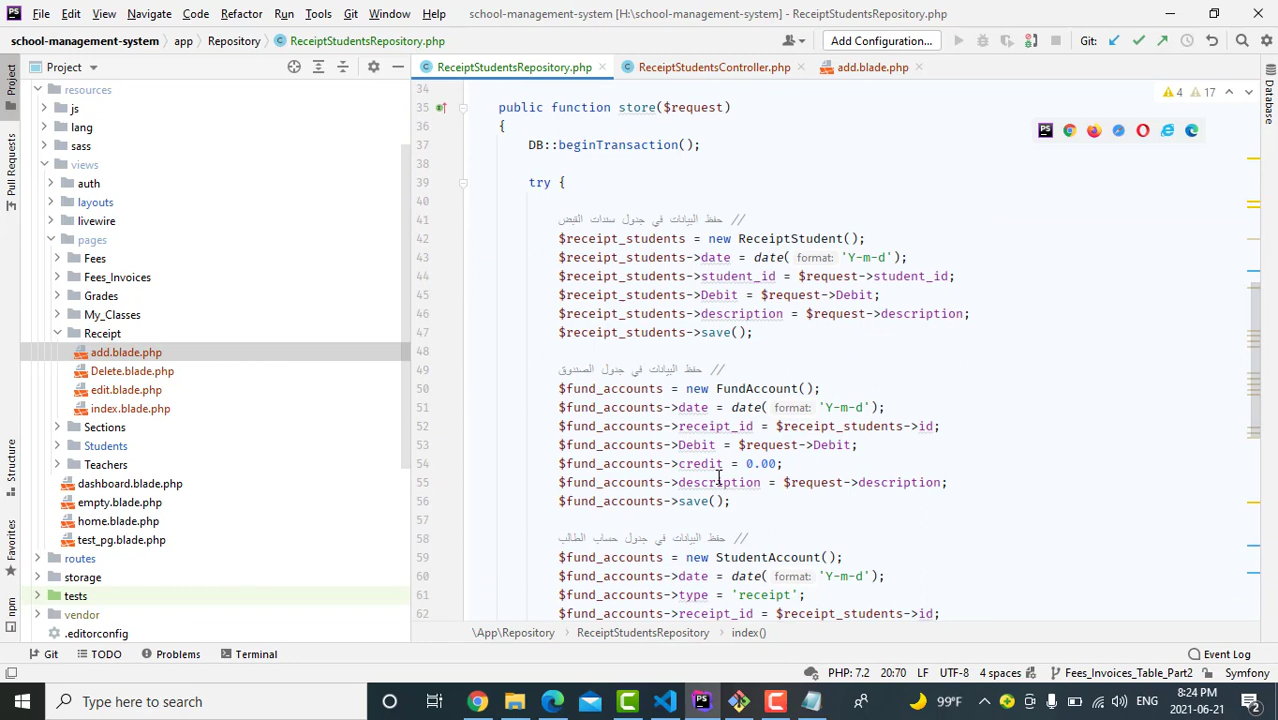 File Edit View Navigate Code Refactor Run Tools Git Window Help school-management-system [H:\school-management-system] - ReceiptStudentsRepository.php
school-management-system app Repository ReceiptStudentsRepository.php Add Configuration... Git:
Project ReceiptStudentsRepository.php ReceiptStudentsController.php add.blade.php
Project
Pull Requests
Structure
Favorites
npm
Database
resources
js
lang
sass
views
auth
layouts
livewire
pages
Fees
Fees_Invoices
Grades
My_Classes
Receipt
add.blade.php
Delete.blade.php
edit.blade.php
index.blade.php
Sections
Students
Teachers
dashboard.blade.php
empty.blade.php
home.blade.php
test_pg.blade.php
routes
storage
tests
vendor
.editorconfig
4 17
34
35 public function store($request)
36 {
37 DB::beginTransaction();
38
39 try {
40
41 // حفظ البيانات في جدول سندات القبض
42 $receipt_students = new ReceiptStudent();
43 $receipt_students->date = date( format: 'Y-m-d');
44 $receipt_students->student_id = $request->student_id;
45 $receipt_students->Debit = $request->Debit;
46 $receipt_students->description = $request->description;
47 $receipt_students->save();
48
49 // حفظ البيانات في جدول الصندوق
50 $fund_accounts = new FundAccount();
51 $fund_accounts->date = date( format: 'Y-m-d');
52 $fund_accounts->receipt_id = $receipt_students->id;
53 $fund_accounts->Debit = $request->Debit;
54 $fund_accounts->credit = 0.00;
55 $fund_accounts->description = $request->description;
56 $fund_accounts->save();
57
58 // حفظ البيانات في جدول حساب الطالب
59 $fund_accounts = new StudentAccount();
60 $fund_accounts->date = date( format: 'Y-m-d');
61 $fund_accounts->type = 'receipt';
62 $fund_accounts->receipt_id = $receipt_students->id;
\App\Repository ReceiptStudentsRepository index()
Git TODO Problems Terminal Event Log
PHP: 7.2 20:70 LF UTF-8 4 spaces Fees_Invoices_Table_Part2 Symfony
Type here to search 99°F ENG 8:24 PM 2021-06-21 2